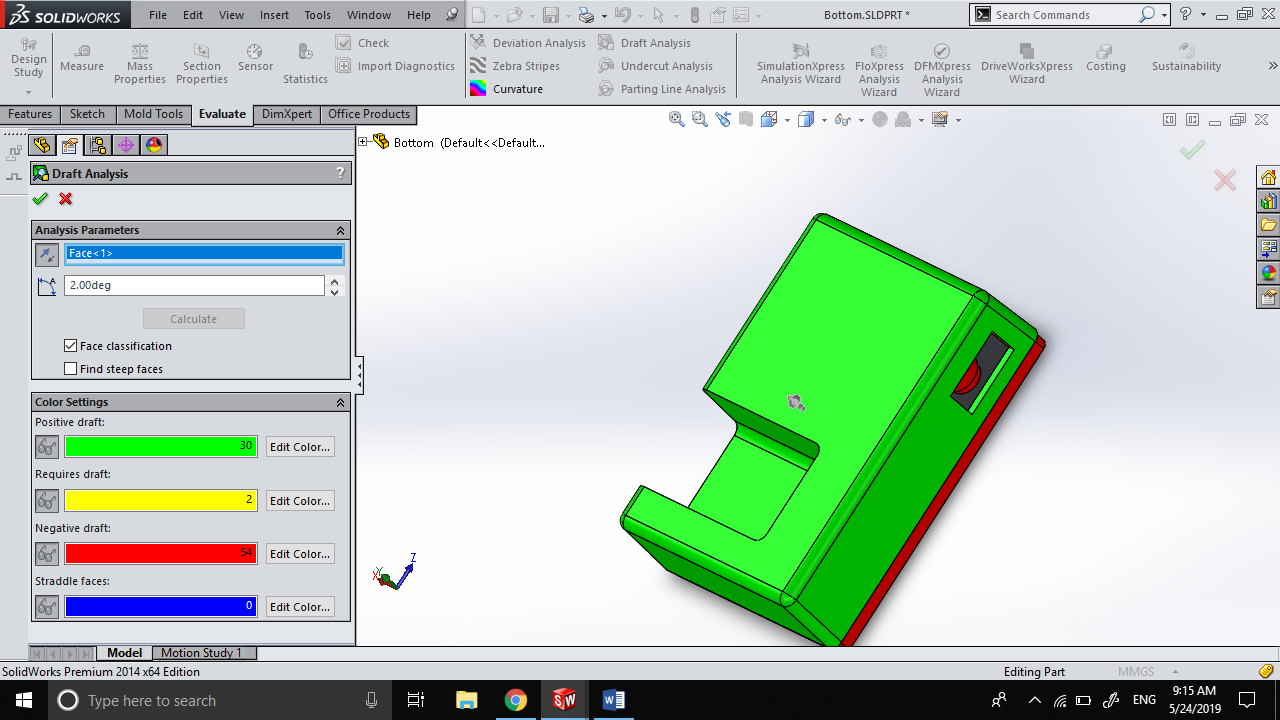 SOLIDWORKS
File Edit View Insert Tools Window Help
Bottom.SLDPRT *
Search Commands
Design Study
Measure
Mass Properties
Section Properties
Sensor
Statistics
Check
Import Diagnostics
Deviation Analysis
Zebra Stripes
Curvature
Draft Analysis
Undercut Analysis
Parting Line Analysis
SimulationXpress Analysis Wizard
FloXpress Analysis Wizard
DFMXpress Analysis Wizard
DriveWorksXpress Wizard
Costing
Sustainability
Features Sketch Mold Tools Evaluate DimXpert Office Products
Bottom (Default<<Default...
Draft Analysis ?
Analysis Parameters
Face<1>
A
2.00deg
Calculate
Face classification
Find steep faces
Color Settings
Positive draft:
30 Edit Color...
Requires draft:
2 Edit Color...
Negative draft:
54 Edit Color...
Straddle faces:
0 Edit Color...
X Y Z
Model Motion Study 1
SolidWorks Premium 2014 x64 Edition
Editing Part
MMGS
Type here to search
ENG
9:15 AM
5/24/2019